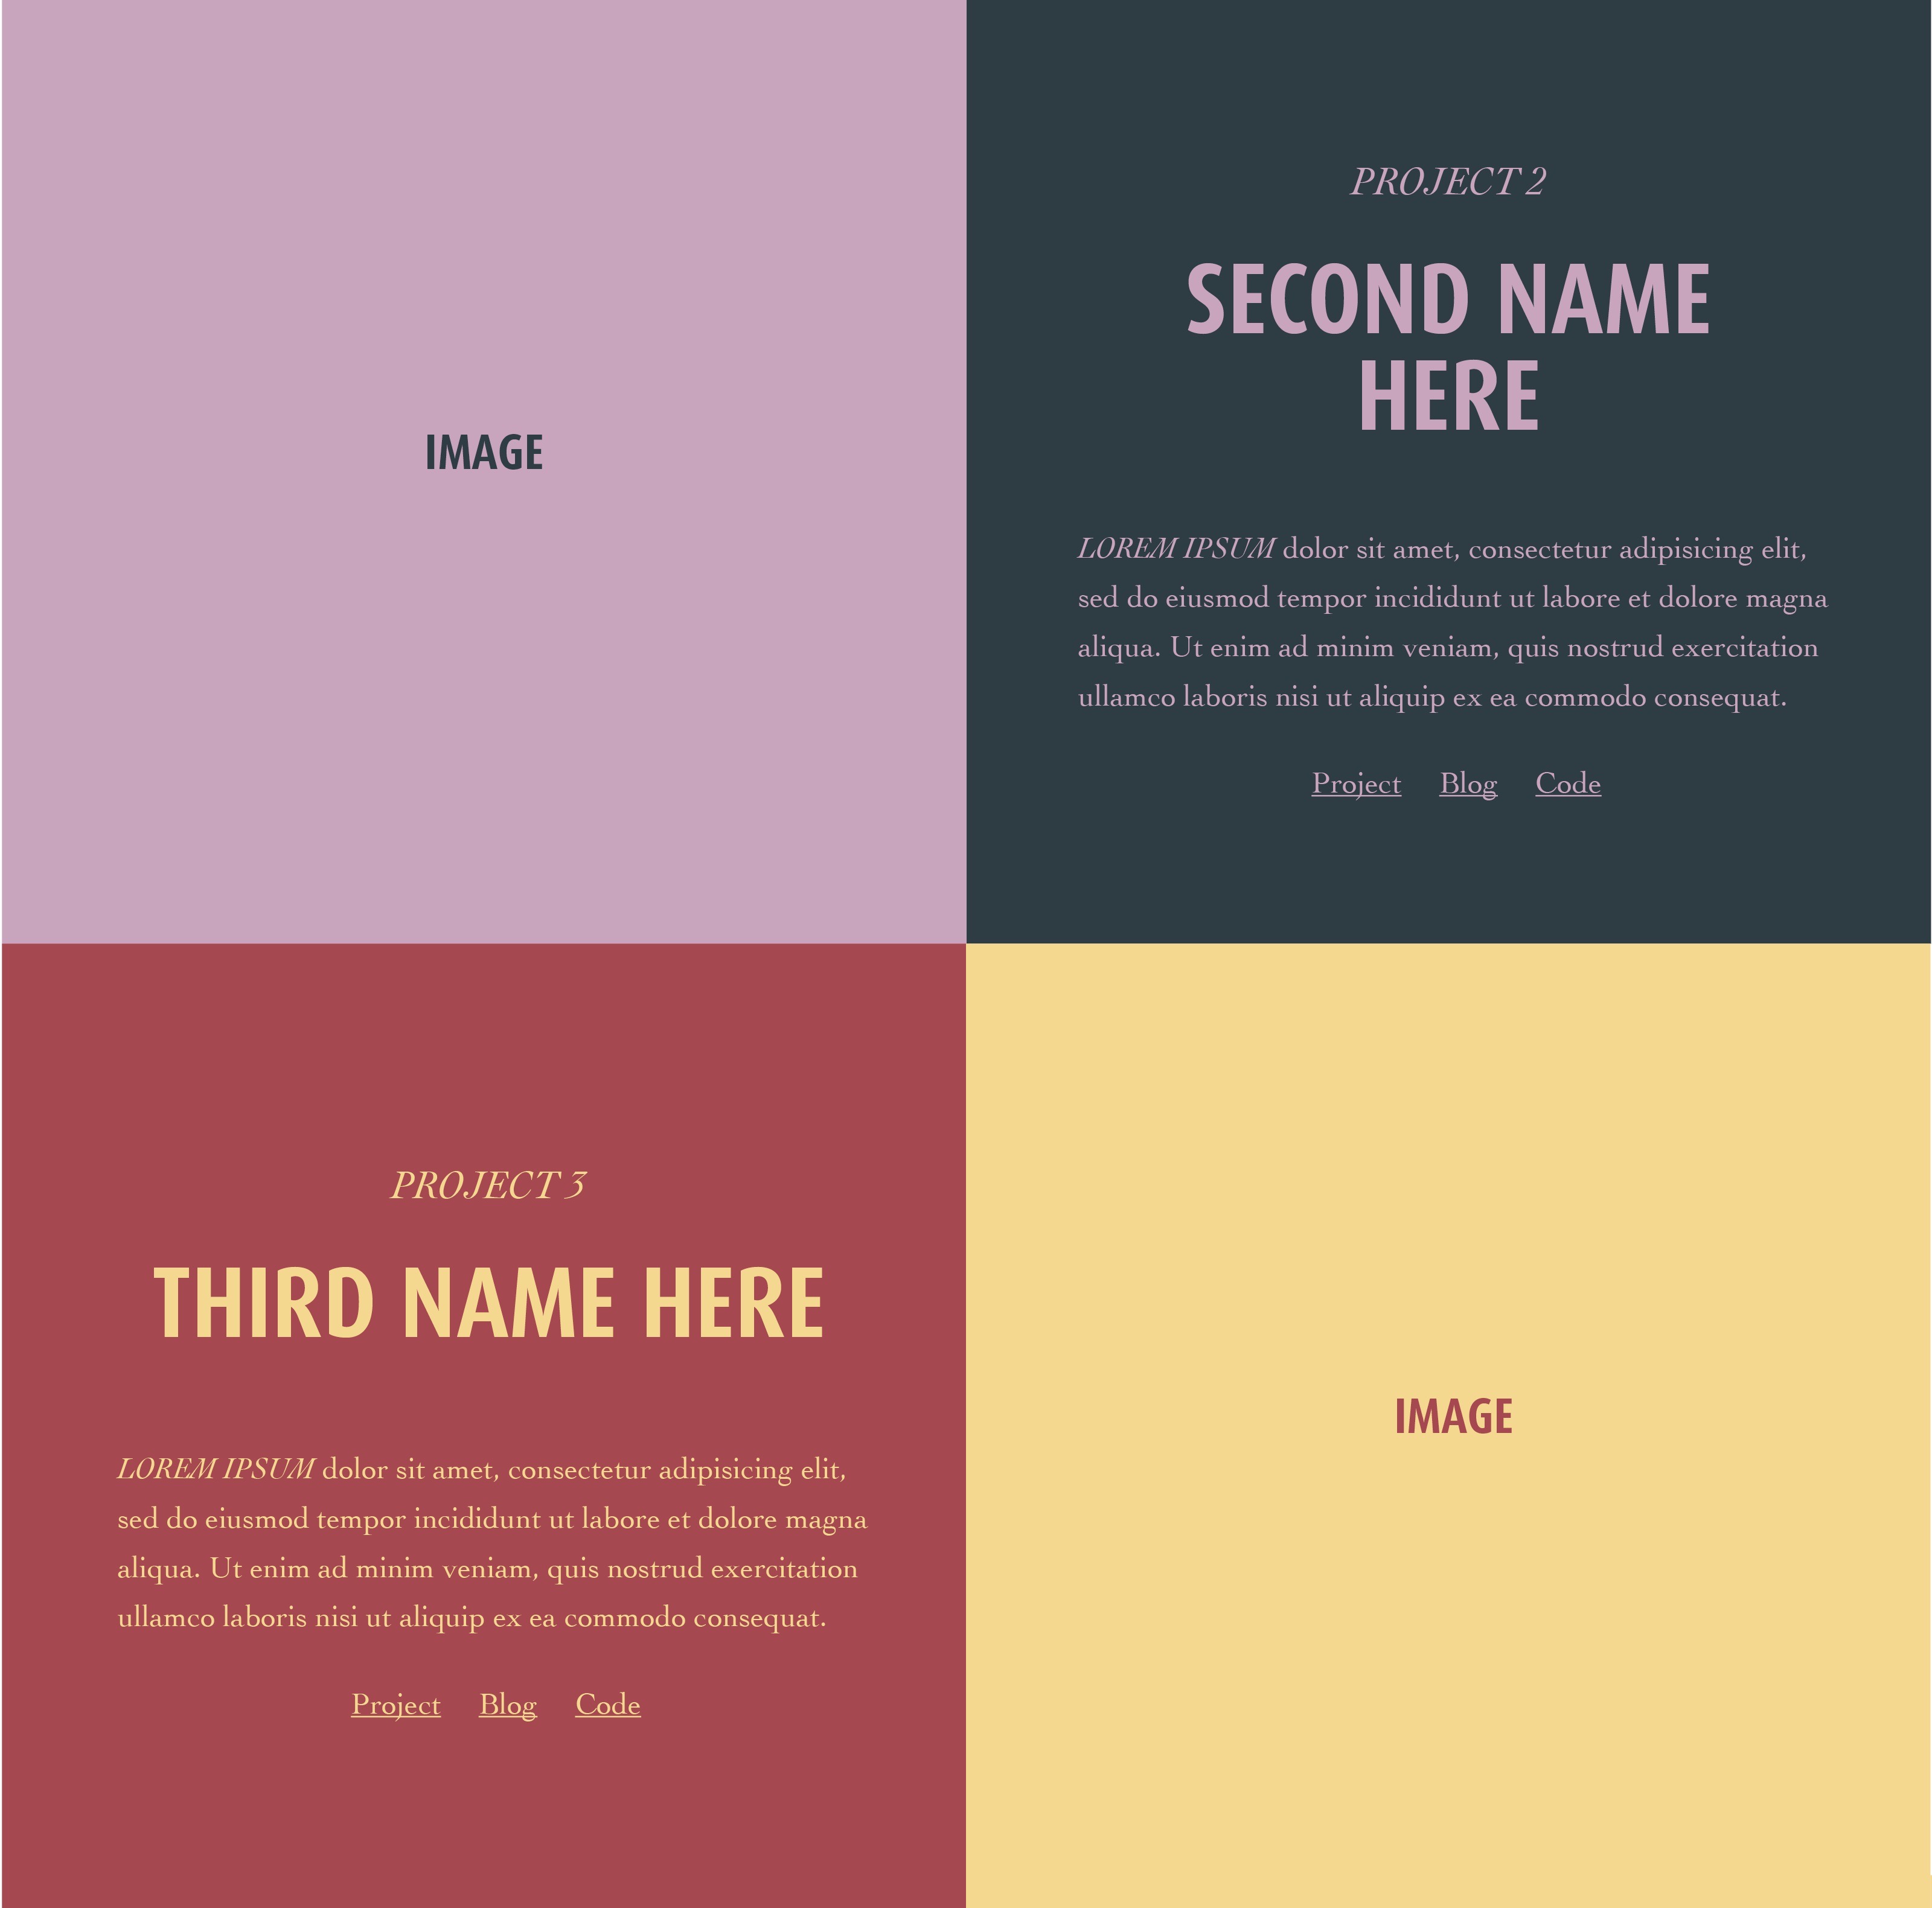 IMAGE
PROJECT 2
SECOND NAME
HERE
LOREM IPSUM dolor sit amet, consectetur adipisicing elit,
sed do eiusmod tempor incididunt ut labore et dolore magna
aliqua. Ut enim ad minim veniam, quis nostrud exercitation
ullamco laboris nisi ut aliquip ex ea commodo consequat.
Project Blog Code
PROJECT 3
THIRD NAME HERE
LOREM IPSUM dolor sit amet, consectetur adipisicing elit,
sed do eiusmod tempor incididunt ut labore et dolore magna
aliqua. Ut enim ad minim veniam, quis nostrud exercitation
ullamco laboris nisi ut aliquip ex ea commodo consequat.
Project Blog Code
IMAGE